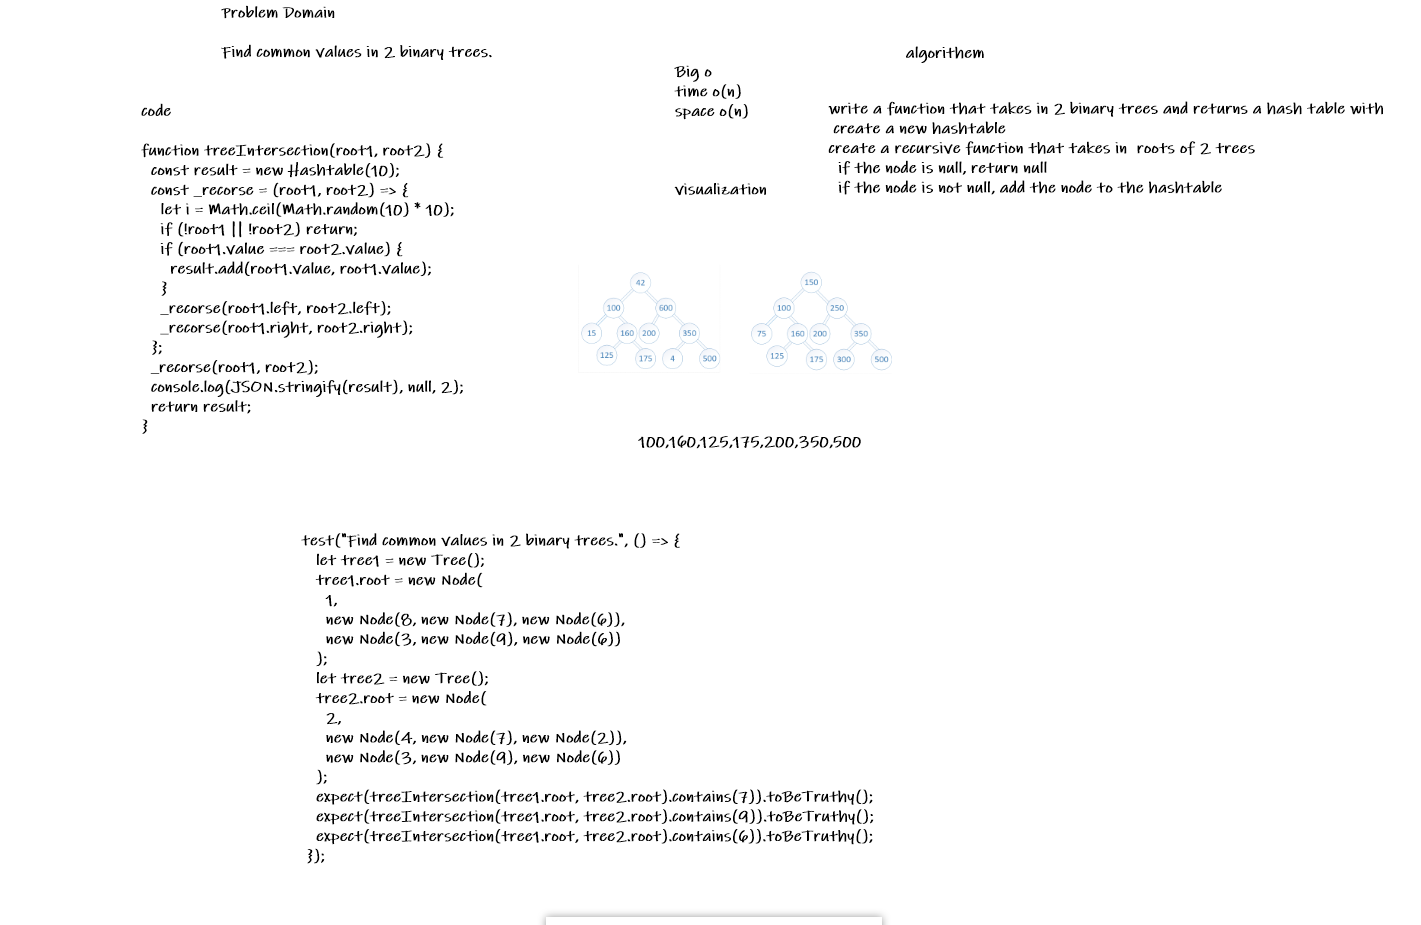 Problem Domain
Find common values in 2 binary trees.
code
function treeIntersection(root1, root2) {
const result = new Hashtable(10);
const _recorse = (root1, root2) => {
let i = Math.ceil(Math.random(10) * 10);
if (!root1 || !root2) return;
if (root1.value === root2.value) {
result.add(root1.value, root1.value);
}
_recorse(root1.left, root2.left);
_recorse(root1.right, root2.right);
};
_recorse(root1, root2);
console.log(JSON.stringify(result), null, 2);
return result;
}
Big o
time o(n)
space o(n)
algorithem
write a function that takes in 2 binary trees and returns a hash table with
create a new hashtable
create a recursive function that takes in roots of 2 trees
if the node is null, return null
if the node is not null, add the node to the hashtable
visualization
42
100 600
15 160 200 350
125 175 4 500
150
100 250
75 160 200 350
125 175 300 500
100,160,125,175,200,350,500
test("Find common values in 2 binary trees.", () => {
let tree1 = new Tree();
tree1.root = new Node(
1,
new Node(8, new Node(7), new Node(6)),
new Node(3, new Node(9), new Node(6))
);
let tree2 = new Tree();
tree2.root = new Node(
2,
new Node(4, new Node(7), new Node(2)),
new Node(3, new Node(9), new Node(6))
);
expect(treeIntersection(tree1.root, tree2.root).contains(7)).toBeTruthy();
expect(treeIntersection(tree1.root, tree2.root).contains(9)).toBeTruthy();
expect(treeIntersection(tree1.root, tree2.root).contains(6)).toBeTruthy();
});